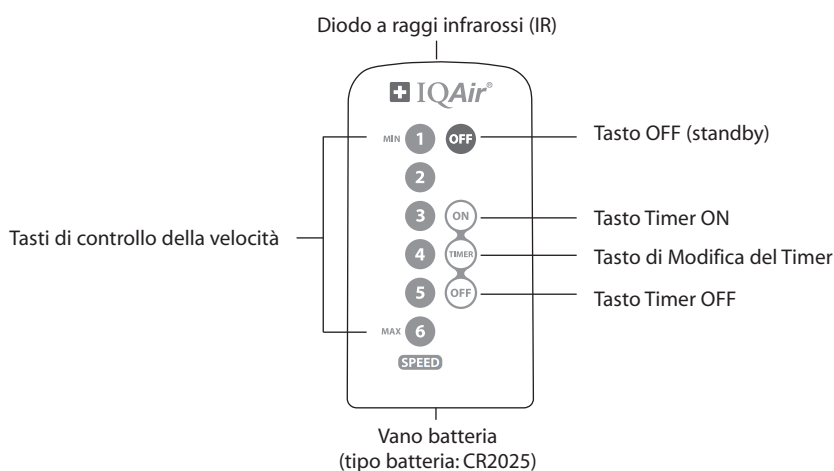 Diodo a raggi infrarossi (IR)
IQAir®
MIN 1 OFF
Tasto OFF (standby)
2
3 ON
Tasto Timer ON
Tasti di controllo della velocità
4 TIMER
Tasto di Modifica del Timer
5 OFF
Tasto Timer OFF
MAX 6
SPEED
Vano batteria
(tipo batteria: CR2025)